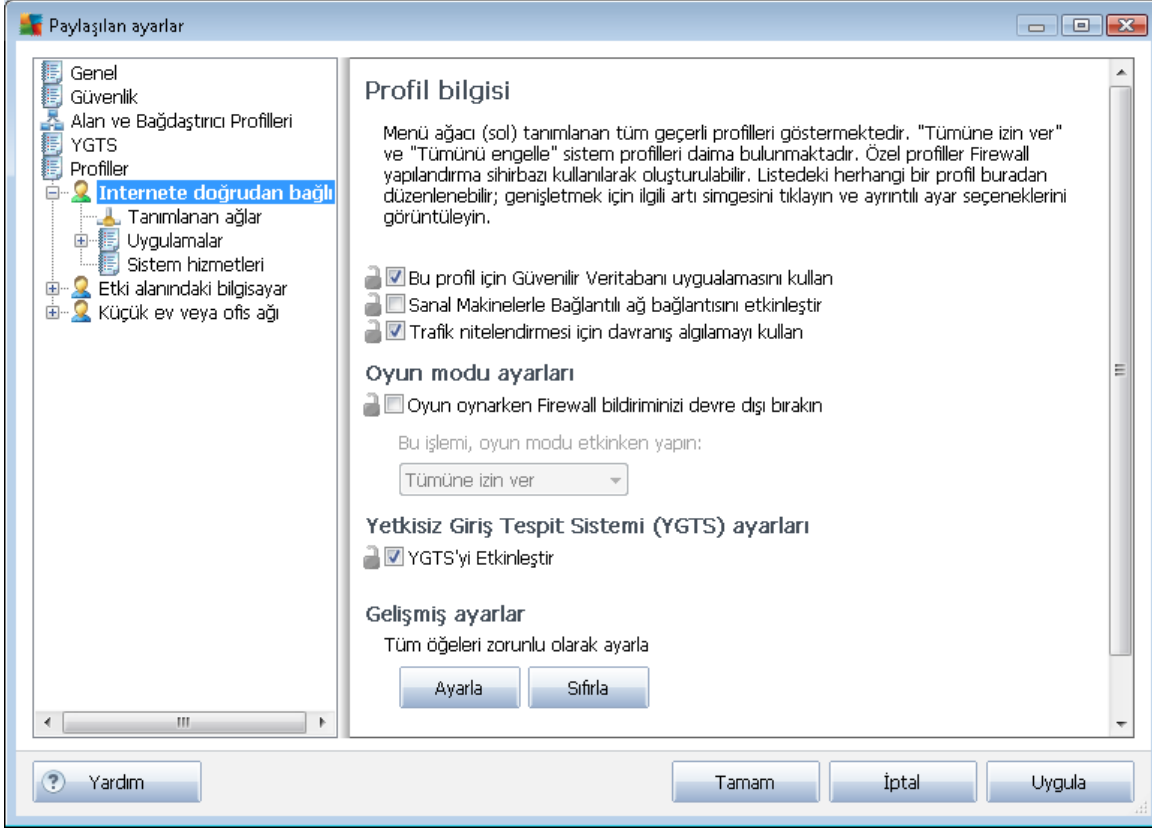 Paylaşılan ayarlar
Genel
Güvenlik
Alan ve Bağdaştırıcı Profilleri
YGTS
Profiller
Internete doğrudan bağlı
Tanımlanan ağlar
Uygulamalar
Sistem hizmetleri
Etki alanındaki bilgisayar
Küçük ev veya ofis ağı
Profil bilgisi
Menü ağacı (sol) tanımlanan tüm geçerli profilleri göstermektedir. "Tümüne izin ver"
ve "Tümünü engelle" sistem profilleri daima bulunmaktadır. Özel profiller Firewall
yapılandırma sihirbazı kullanılarak oluşturulabilir. Listedeki herhangi bir profil buradan
düzenlenebilir; genişletmek için ilgili artı simgesini tıklayın ve ayrıntılı ayar seçeneklerini
görüntüleyin.
Bu profil için Güvenilir Veritabanı uygualamasını kullan
Sanal Makinelerle Bağlantılı ağ bağlantısını etkinleştir
Trafik nitelendirmesi için davranış algılamayı kullan
Oyun modu ayarları
Oyun oynarken Firewall bildiriminizi devre dışı bırakın
Bu işlemi, oyun modu etkinken yapın:
Tümüne izin ver
Yetkisiz Giriş Tespit Sistemi (YGTS) ayarları
YGTS'yi Etkinleştir
Gelişmiş ayarlar
Tüm öğeleri zorunlu olarak ayarla
Ayarla
Sıfırla
? Yardım
Tamam
İptal
Uygula